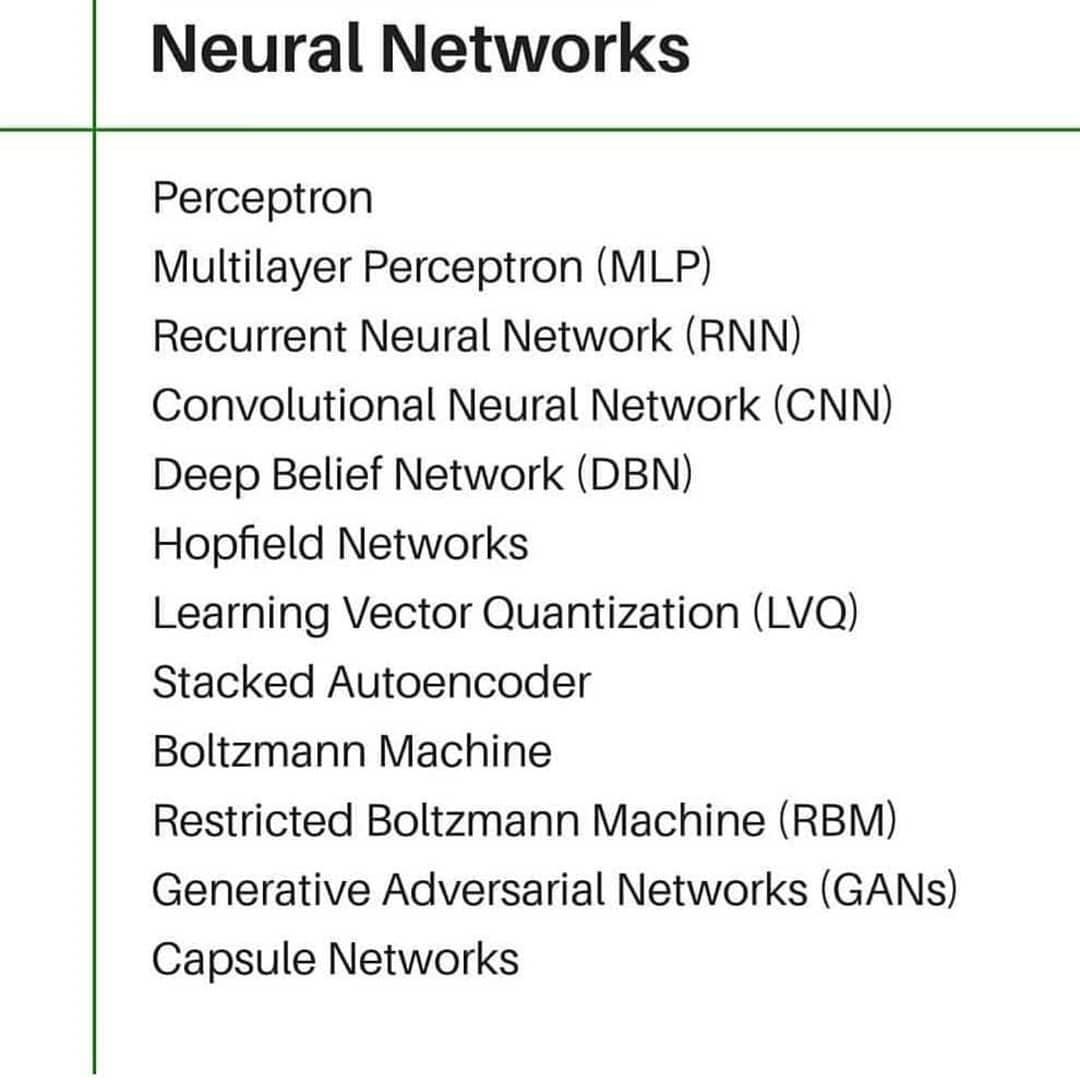 Neural Networks
Perceptron
Multilayer Perceptron (MLP)
Recurrent Neural Network (RNN)
Convolutional Neural Network (CNN)
Deep Belief Network (DBN)
Hopfield Networks
Learning Vector Quantization (LVQ)
Stacked Autoencoder
Boltzmann Machine
Restricted Boltzmann Machine (RBM)
Generative Adversarial Networks (GANs)
Capsule Networks